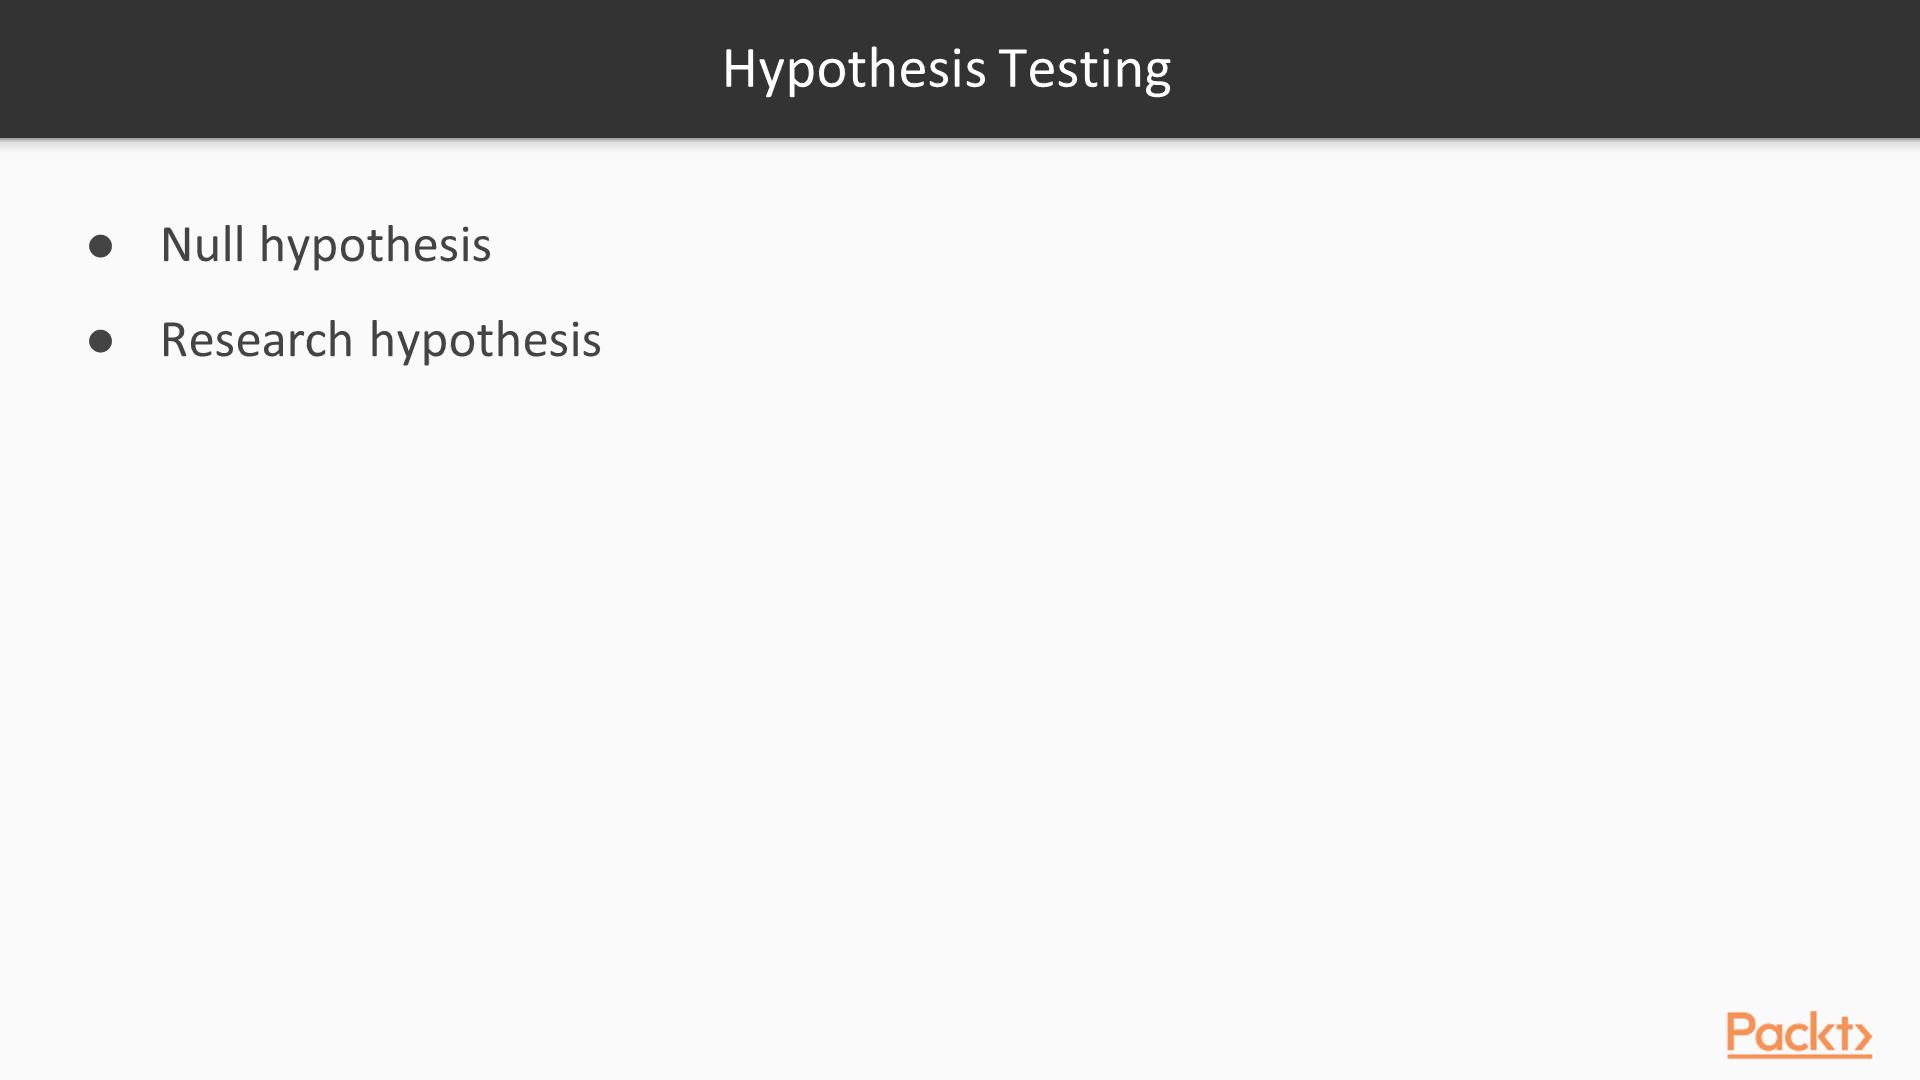 Hypothesis Testing
● Null hypothesis
● Research hypothesis
Packt>